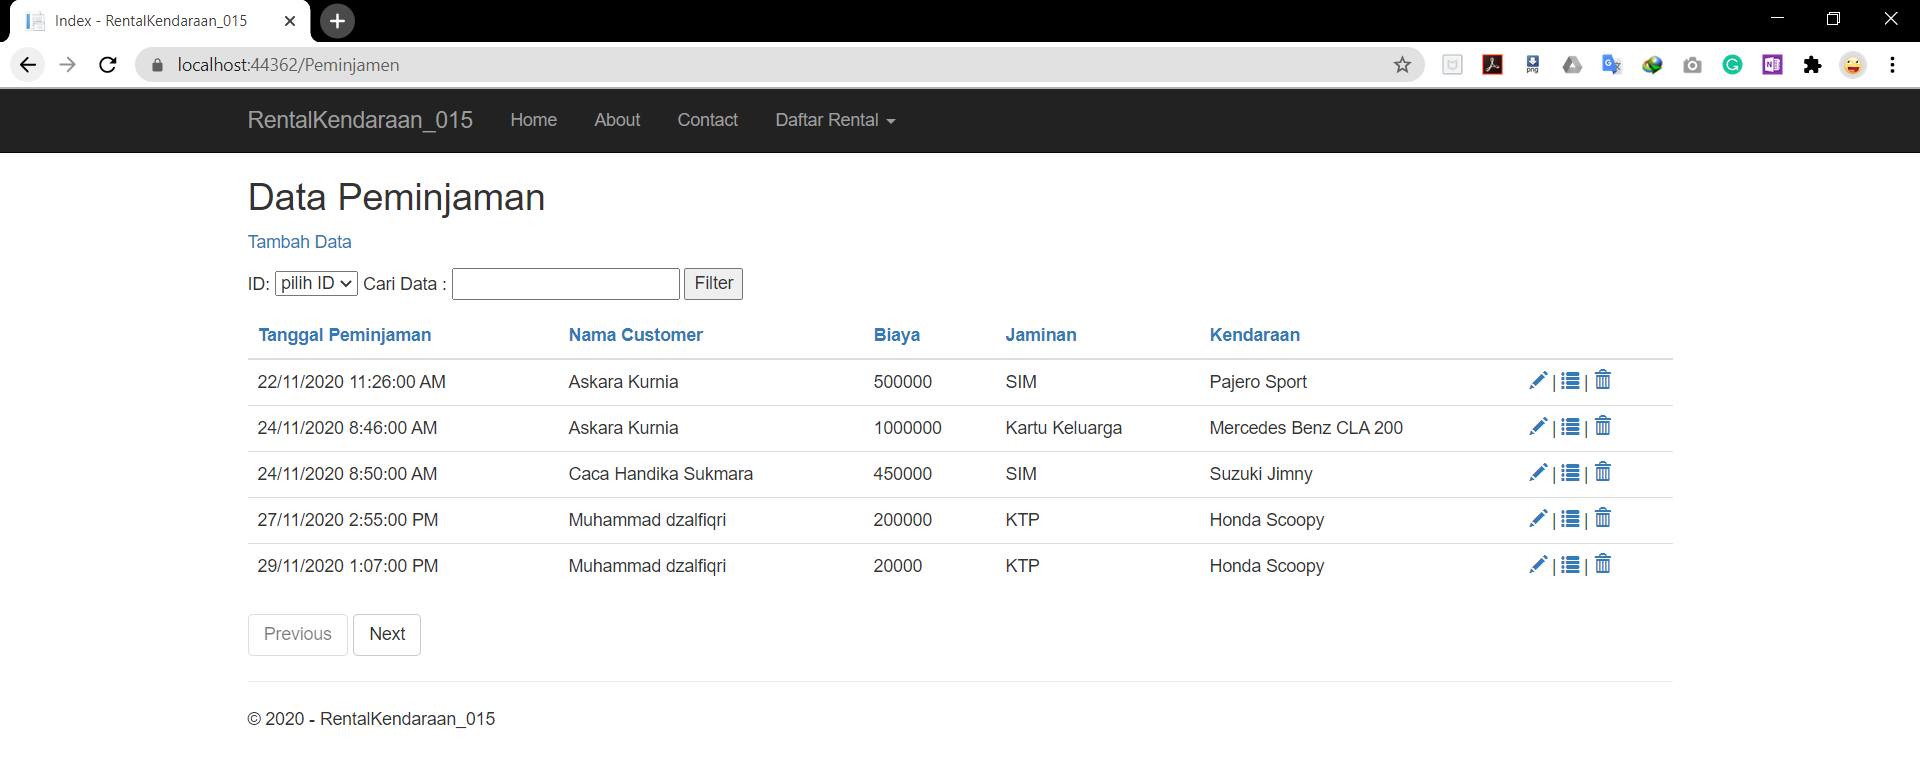 Index - RentalKendaraan_015
localhost:44362/Peminjamen
RentalKendaraan_015 Home About Contact Daftar Rental
Data Peminjaman
Tambah Data
ID: pilih ID Cari Data : Filter
Tanggal Peminjaman Nama Customer Biaya Jaminan Kendaraan
22/11/2020 11:26:00 AM Askara Kurnia 500000 SIM Pajero Sport | |
24/11/2020 8:46:00 AM Askara Kurnia 1000000 Kartu Keluarga Mercedes Benz CLA 200 | |
24/11/2020 8:50:00 AM Caca Handika Sukmara 450000 SIM Suzuki Jimny | |
27/11/2020 2:55:00 PM Muhammad dzalfiqri 200000 KTP Honda Scoopy | |
29/11/2020 1:07:00 PM Muhammad dzalfiqri 20000 KTP Honda Scoopy | |
Previous Next
© 2020 - RentalKendaraan_015